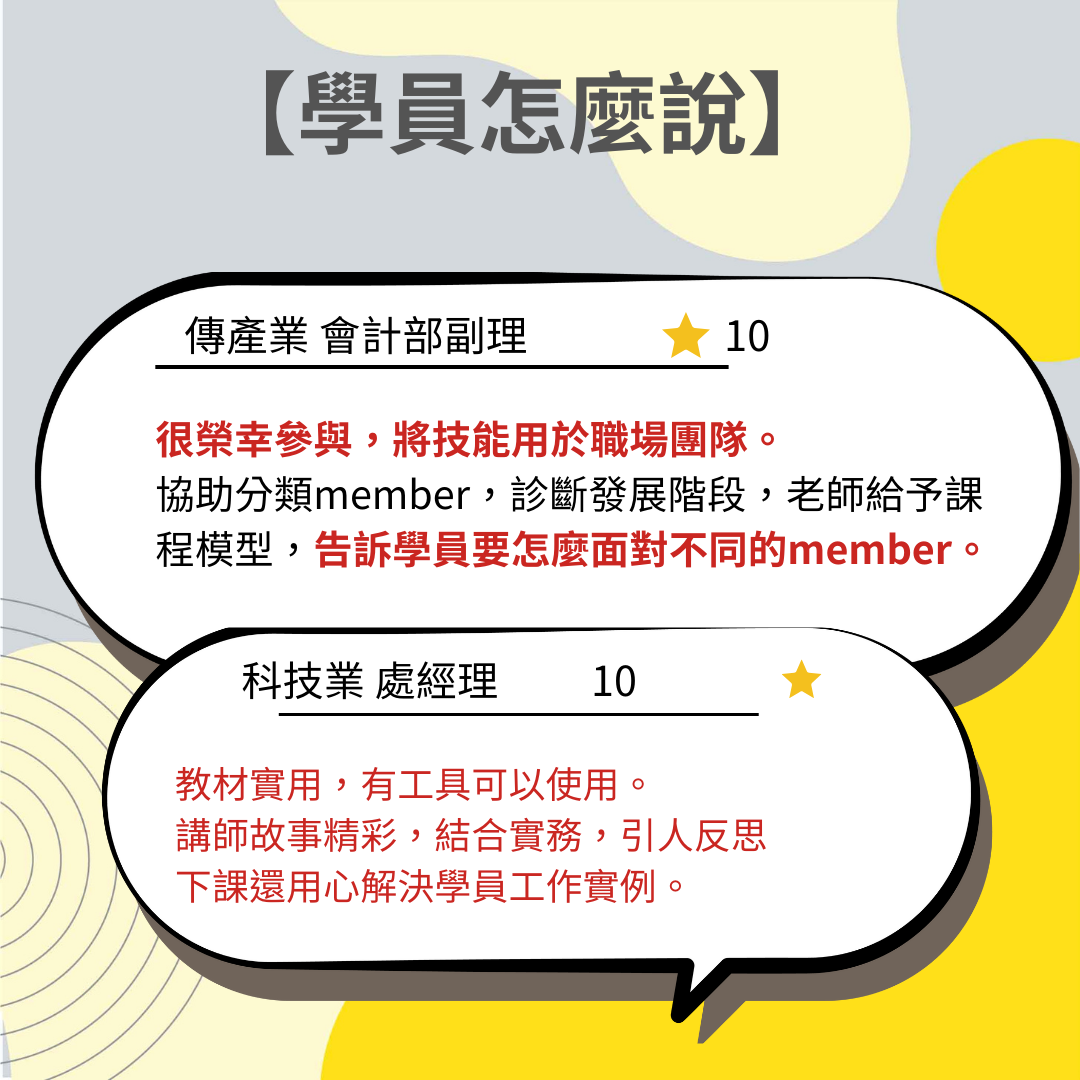 【學員怎麼說】
傳產業 會計部副理 10
很榮幸參與，將技能用於職場團隊。
協助分類member，診斷發展階段，老師給予課
程模型，告訴學員要怎麼面對不同的member。
科技業 處經理 10
教材實用，有工具可以使用。
講師故事精彩，結合實務，引人反思
下課還用心解決學員工作實例。